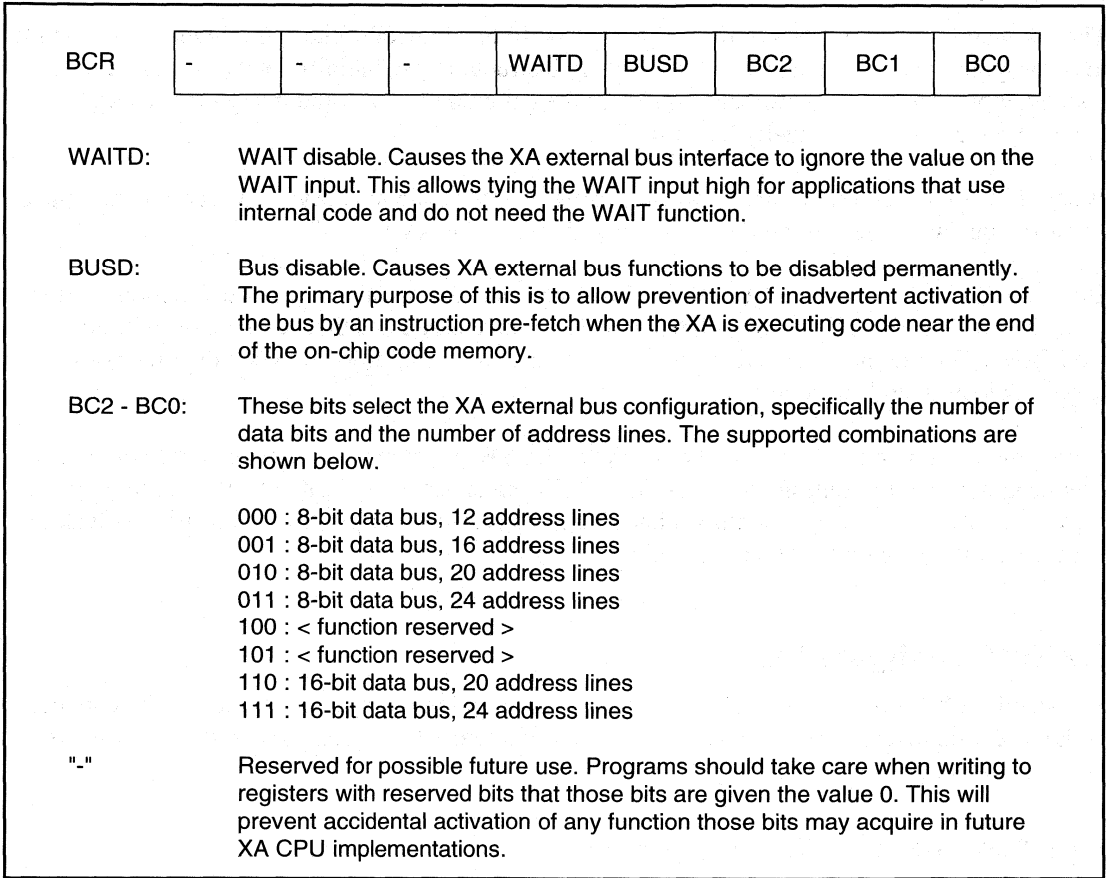 BCR - - - WAITD BUSD BC2 BC1 BC0
WAITD: WAIT disable. Causes the XA external bus interface to ignore the value on the
WAIT input. This allows tying the WAIT input high for applications that use
internal code and do not need the WAIT function.
BUSD: Bus disable. Causes XA external bus functions to be disabled permanently.
The primary purpose of this is to allow prevention of inadvertent activation of
the bus by an instruction pre-fetch when the XA is executing code near the end
of the on-chip code memory.
BC2 - BC0: These bits select the XA external bus configuration, specifically the number of
data bits and the number of address lines. The supported combinations are
shown below.
000 : 8-bit data bus, 12 address lines
001 : 8-bit data bus, 16 address lines
010 : 8-bit data bus, 20 address lines
011 : 8-bit data bus, 24 address lines
100 : < function reserved >
101 : < function reserved >
110 : 16-bit data bus, 20 address lines
111 : 16-bit data bus, 24 address lines
"-" Reserved for possible future use. Programs should take care when writing to
registers with reserved bits that those bits are given the value 0. This will
prevent accidental activation of any function those bits may acquire in future
XA CPU implementations.